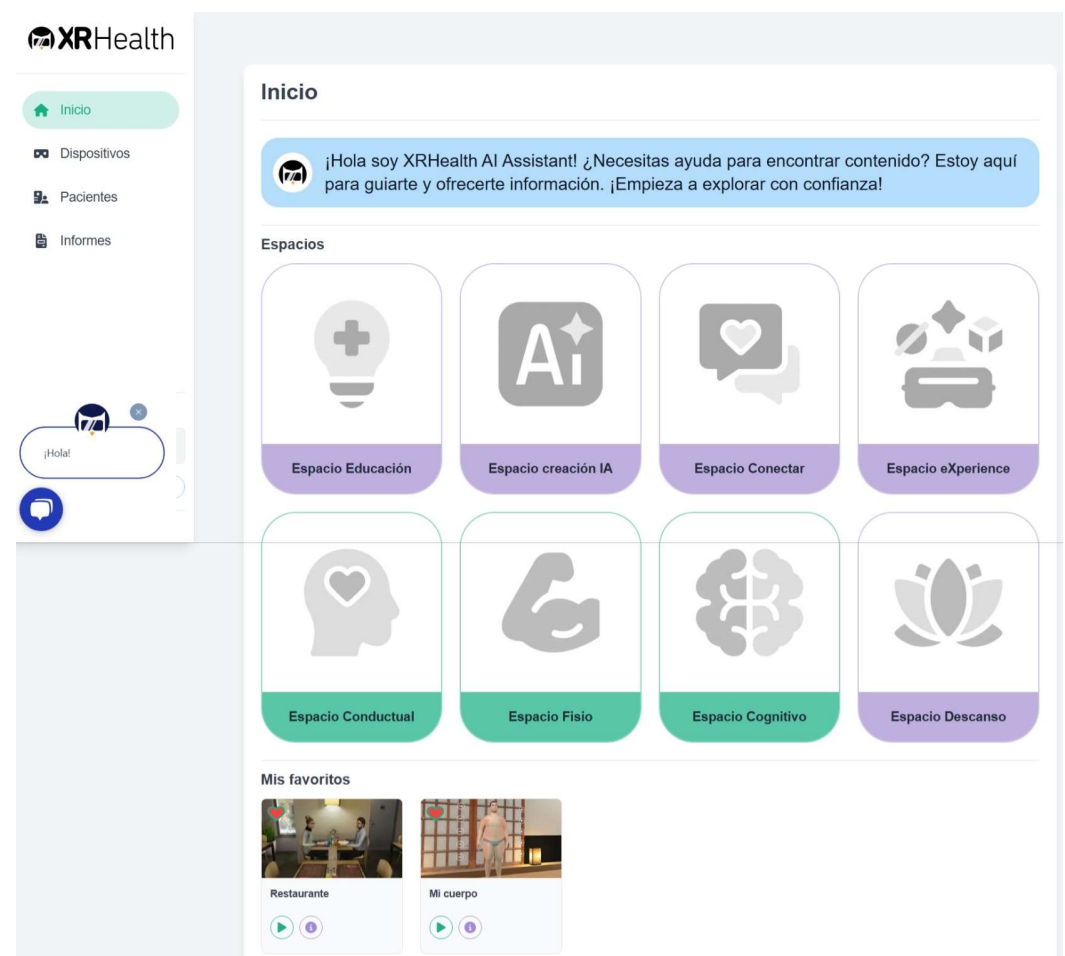 XRHealth
Inicio
Dispositivos
Pacientes
Informes
¡Hola!
Inicio
¡Hola soy XRHealth AI Assistant! ¿Necesitas ayuda para encontrar contenido? Estoy aquí
para guiarte y ofrecerte información. ¡Empieza a explorar con confianza!
Espacios
Ai
Espacio Educación
Espacio creación IA
Espacio Conectar
Espacio eXperience
Espacio Conductual
Espacio Fisio
Espacio Cognitivo
Espacio Descanso
Mis favoritos
Restaurante
Mi cuerpo